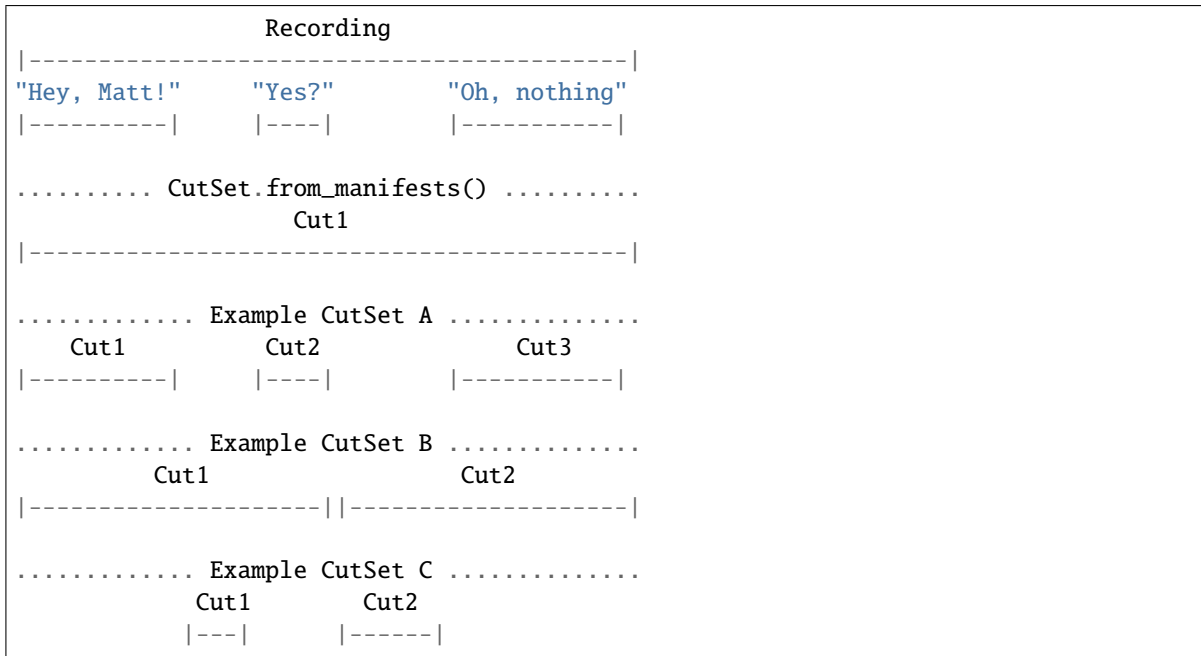 Recording
|-------------------------------------------|
"Hey, Matt!"     "Yes?"        "Oh, nothing"
|----------|     |----|        |-----------|

.......... CutSet.from_manifests() ..........
                    Cut1
|-------------------------------------------|

............. Example CutSet A ..............
    Cut1          Cut2              Cut3
|----------|     |----|        |-----------|

............. Example CutSet B ..............
          Cut1                  Cut2
|---------------------||--------------------|

............. Example CutSet C ..............
             Cut1        Cut2
            |---|      |------|